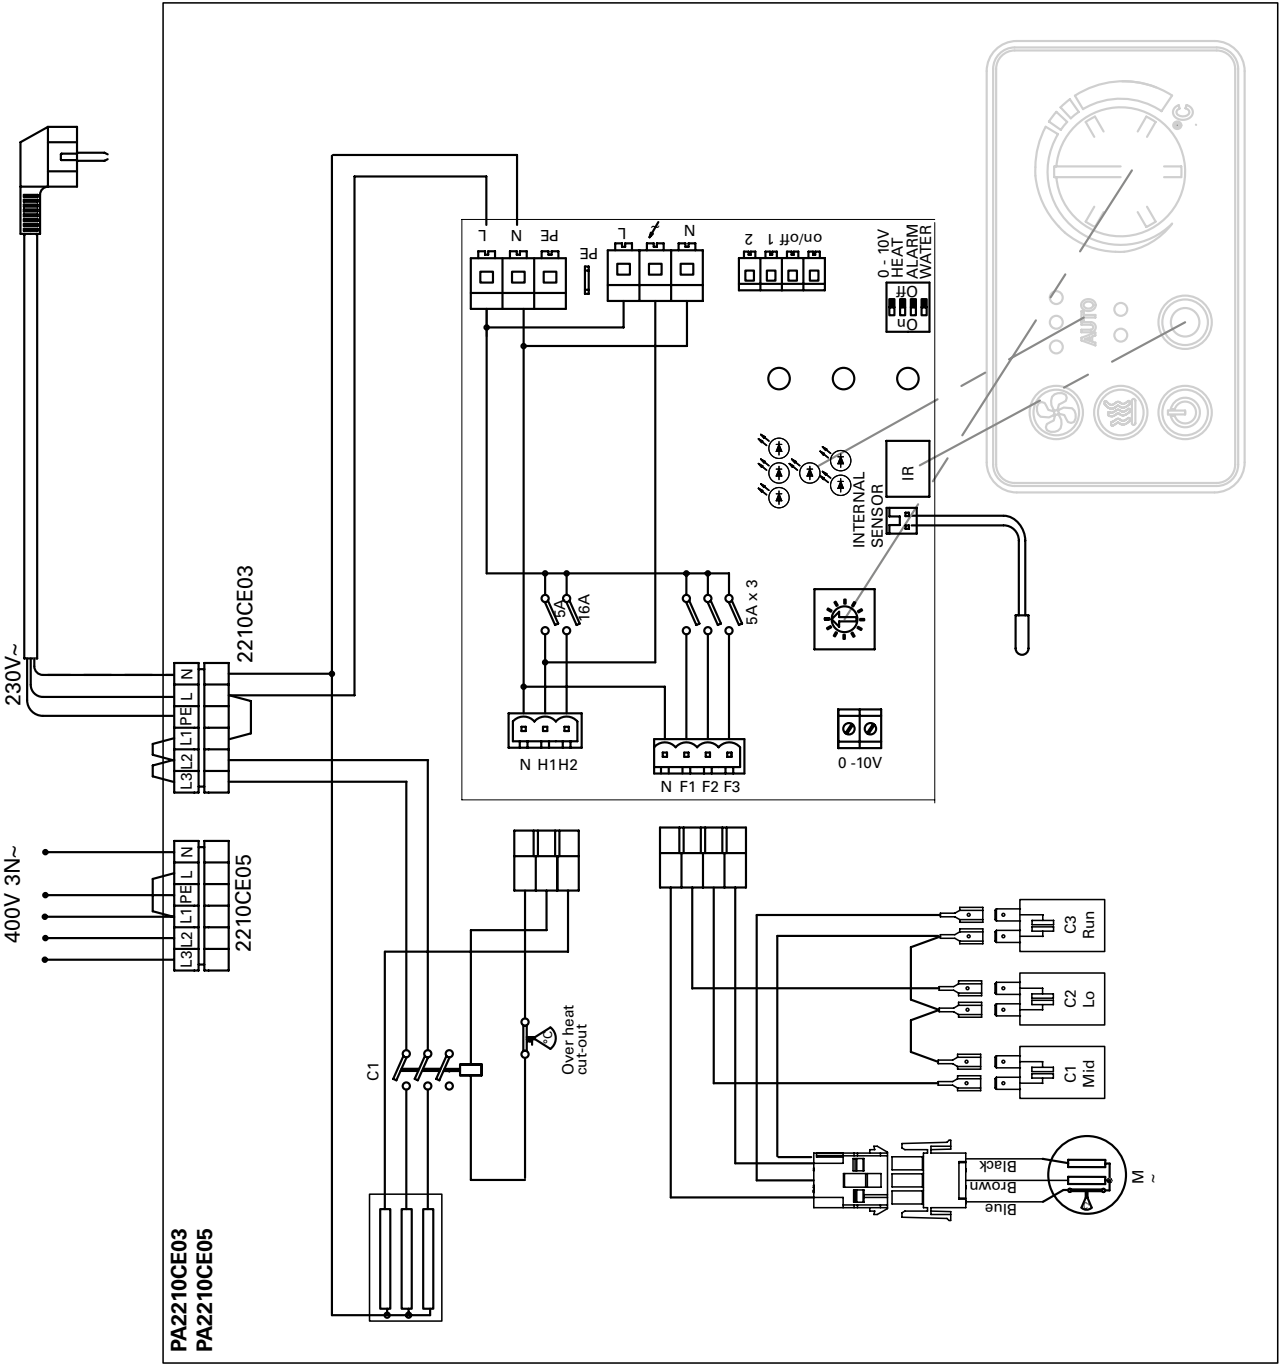 PA2210CE03
PA2210CE05
230V~
400V 3N~
N
L
PE
L1
L2
L3
2210CE03
N
L
PE
L1
L2
L3
2210CE05
L
N
PE
PE
L
N
2
1
on/off
0 - 10V
HEAT
ALARM
WATER
Off
On
°C
AUTO
IR
INTERNAL
SENSOR
5A
16A
5A x 3
N H1 H2
N F1 F2 F3
0 -10V
C1
°C
Over heat
cut-out
C3
Run
C2
Lo
C1
Mid
Black
Brown
Blue
M
~